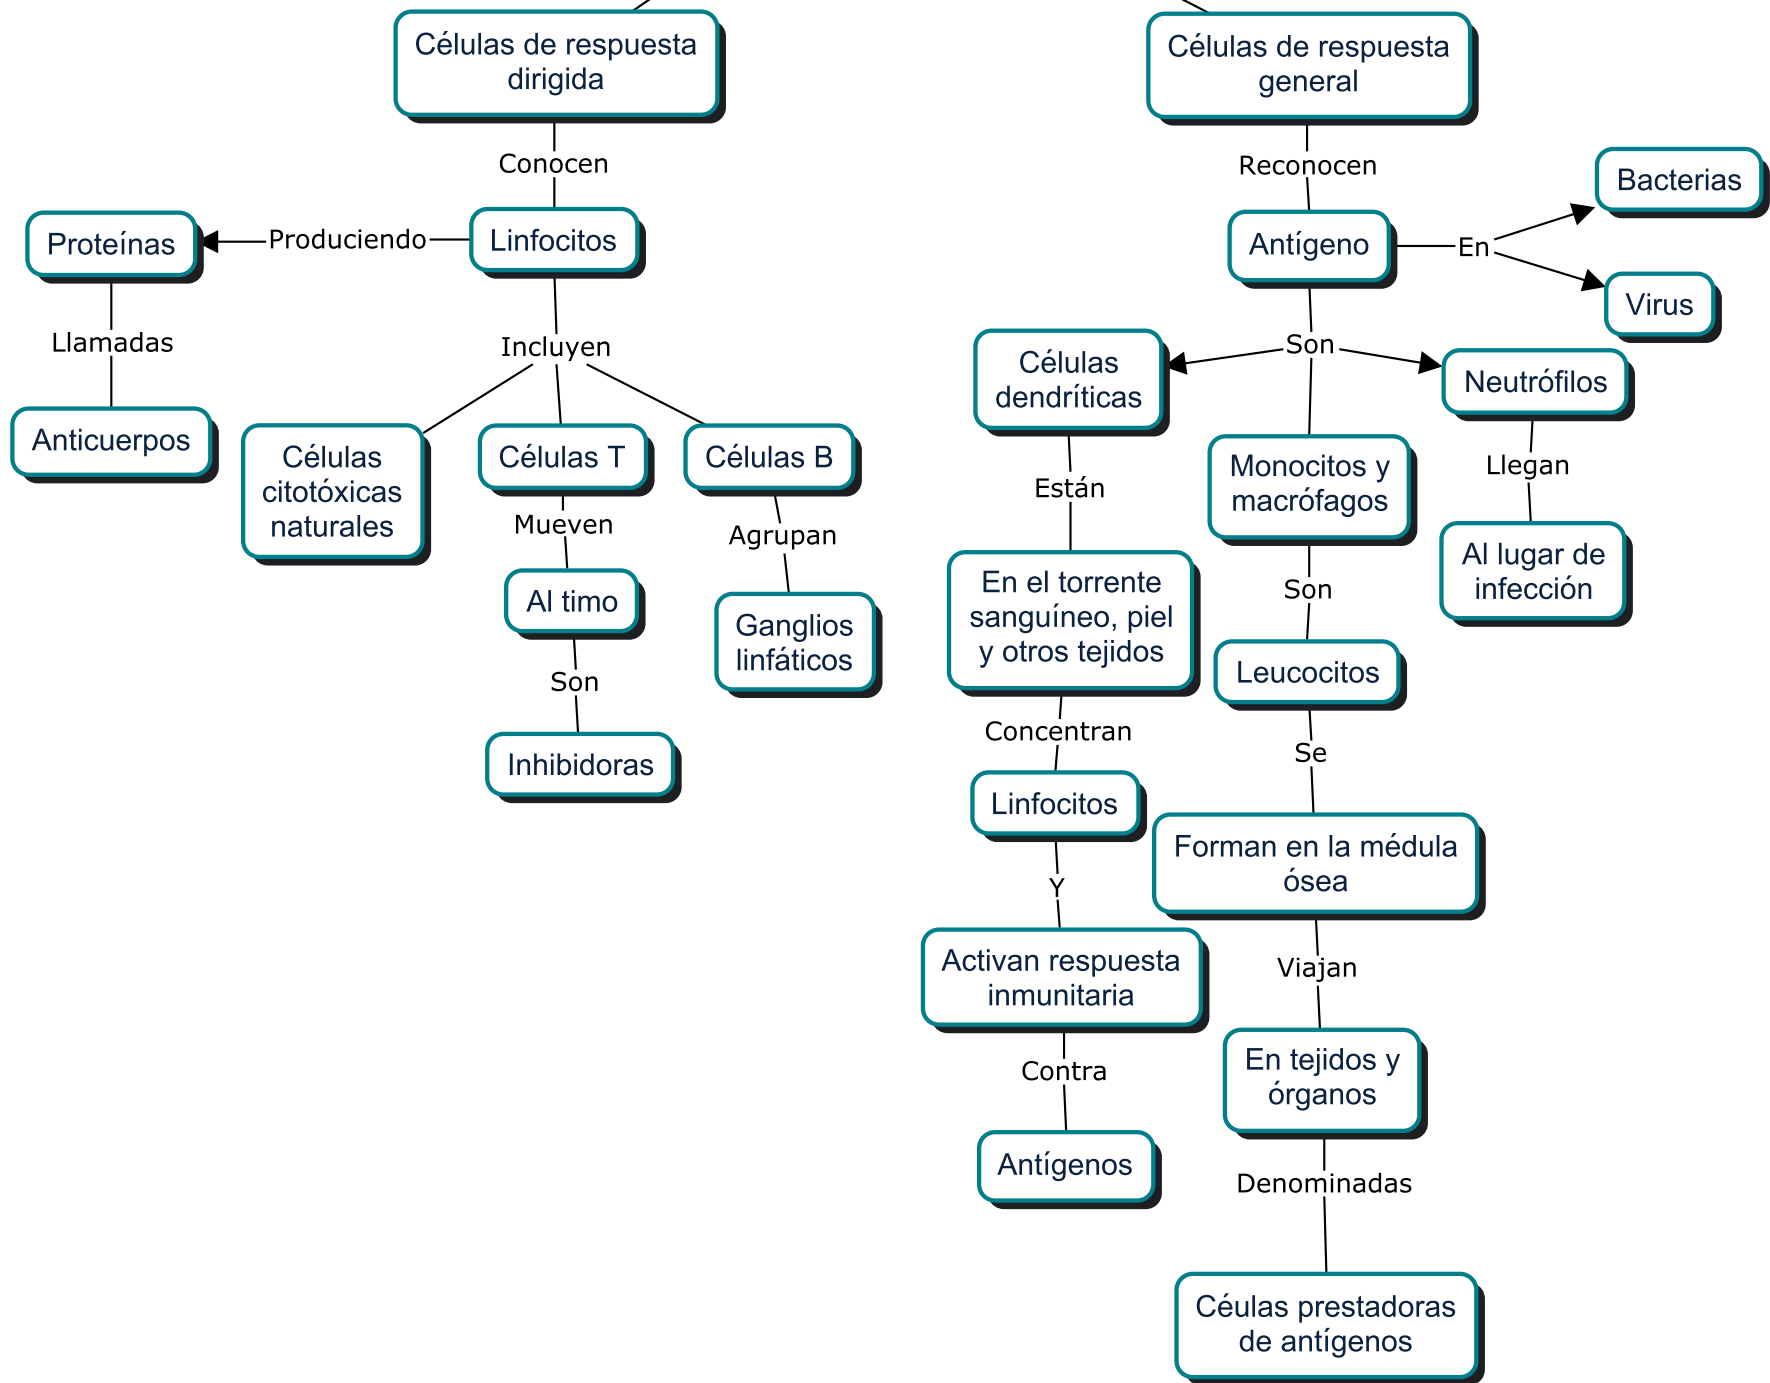 Células de respuesta
dirigida
Conocen
Linfocitos
Produciendo
Proteínas
Llamadas
Anticuerpos
Incluyen
Células
citotóxicas
naturales
Células T
Mueven
Al timo
Son
Inhibidoras
Células B
Agrupan
Ganglios
linfáticos
Células de respuesta
general
Reconocen
Antígeno
En
Bacterias
Virus
Son
Células
dendríticas
Están
En el torrente
sanguíneo, piel
y otros tejidos
Concentran
Linfocitos
Y
Activan respuesta
inmunitaria
Contra
Antígenos
Monocitos y
macrófagos
Son
Leucocitos
Se
Forman en la médula
ósea
Viajan
En tejidos y
órganos
Denominadas
Céulas prestadoras
de antígenos
Neutrófilos
Llegan
Al lugar de
infección